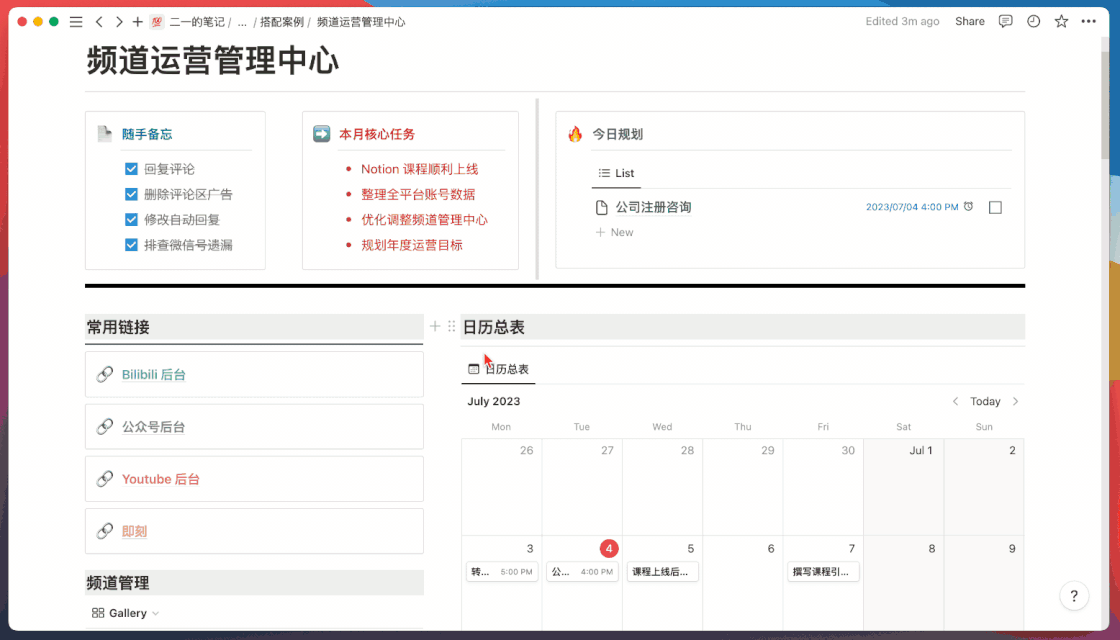 二一的笔记 / ... / 搭配案例 / 频道运营管理中心
Edited 3m ago Share
频道运营管理中心
随手备忘
回复评论
删除评论区广告
修改自动回复
排查微信号遗漏
本月核心任务
Notion 课程顺利上线
整理全平台账号数据
优化调整频道管理中心
规划年度运营目标
今日规划
List
公司注册咨询 2023/07/04 4:00 PM
New
常用链接
Bilibili 后台
公众号后台
Youtube 后台
即刻
频道管理
Gallery
日历总表
日历总表
July 2023 Today
Mon Tue Wed Thu Fri Sat Sun
26 27 28 29 30 Jul 1 2
3 4 5 6 7 8 9
转... 5:00 PM 公... 4:00 PM 课程上线后... 撰写课程引...
?